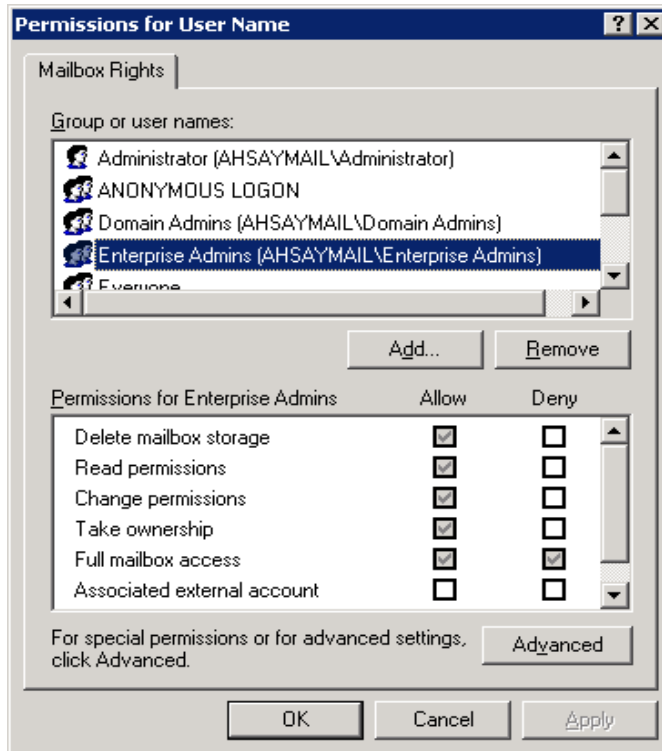 Permissions for User Name
Mailbox Rights
Group or user names:
Administrator (AHSAYMAIL\Administrator)
ANONYMOUS LOGON
Domain Admins (AHSAYMAIL\Domain Admins)
Enterprise Admins (AHSAYMAIL\Enterprise Admins)
Everyone
Add... Remove
Permissions for Enterprise Admins Allow Deny
Delete mailbox storage
Read permissions
Change permissions
Take ownership
Full mailbox access
Associated external account
For special permissions or for advanced settings,
click Advanced.
Advanced
OK Cancel Apply